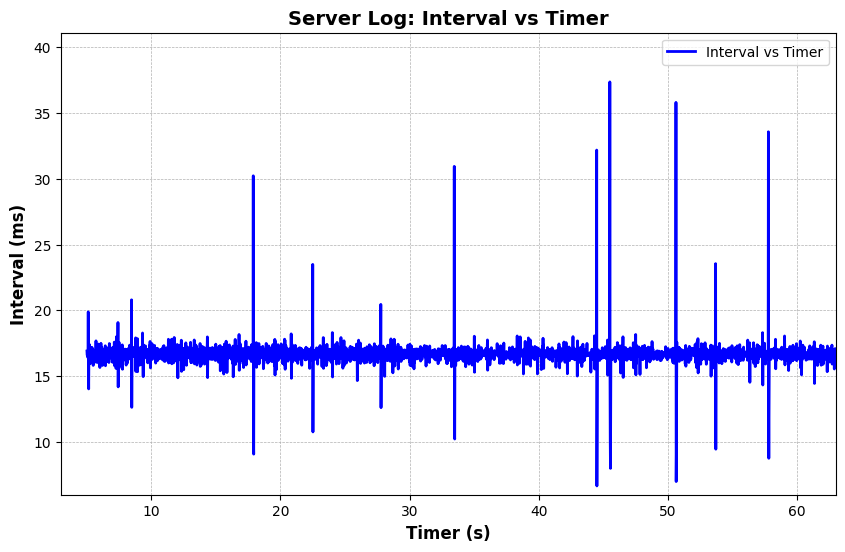 Server Log: Interval vs Timer
Interval vs Timer
40
35
30
25
20
15
10
Interval (ms)
10 20 30 40 50 60
Timer (s)